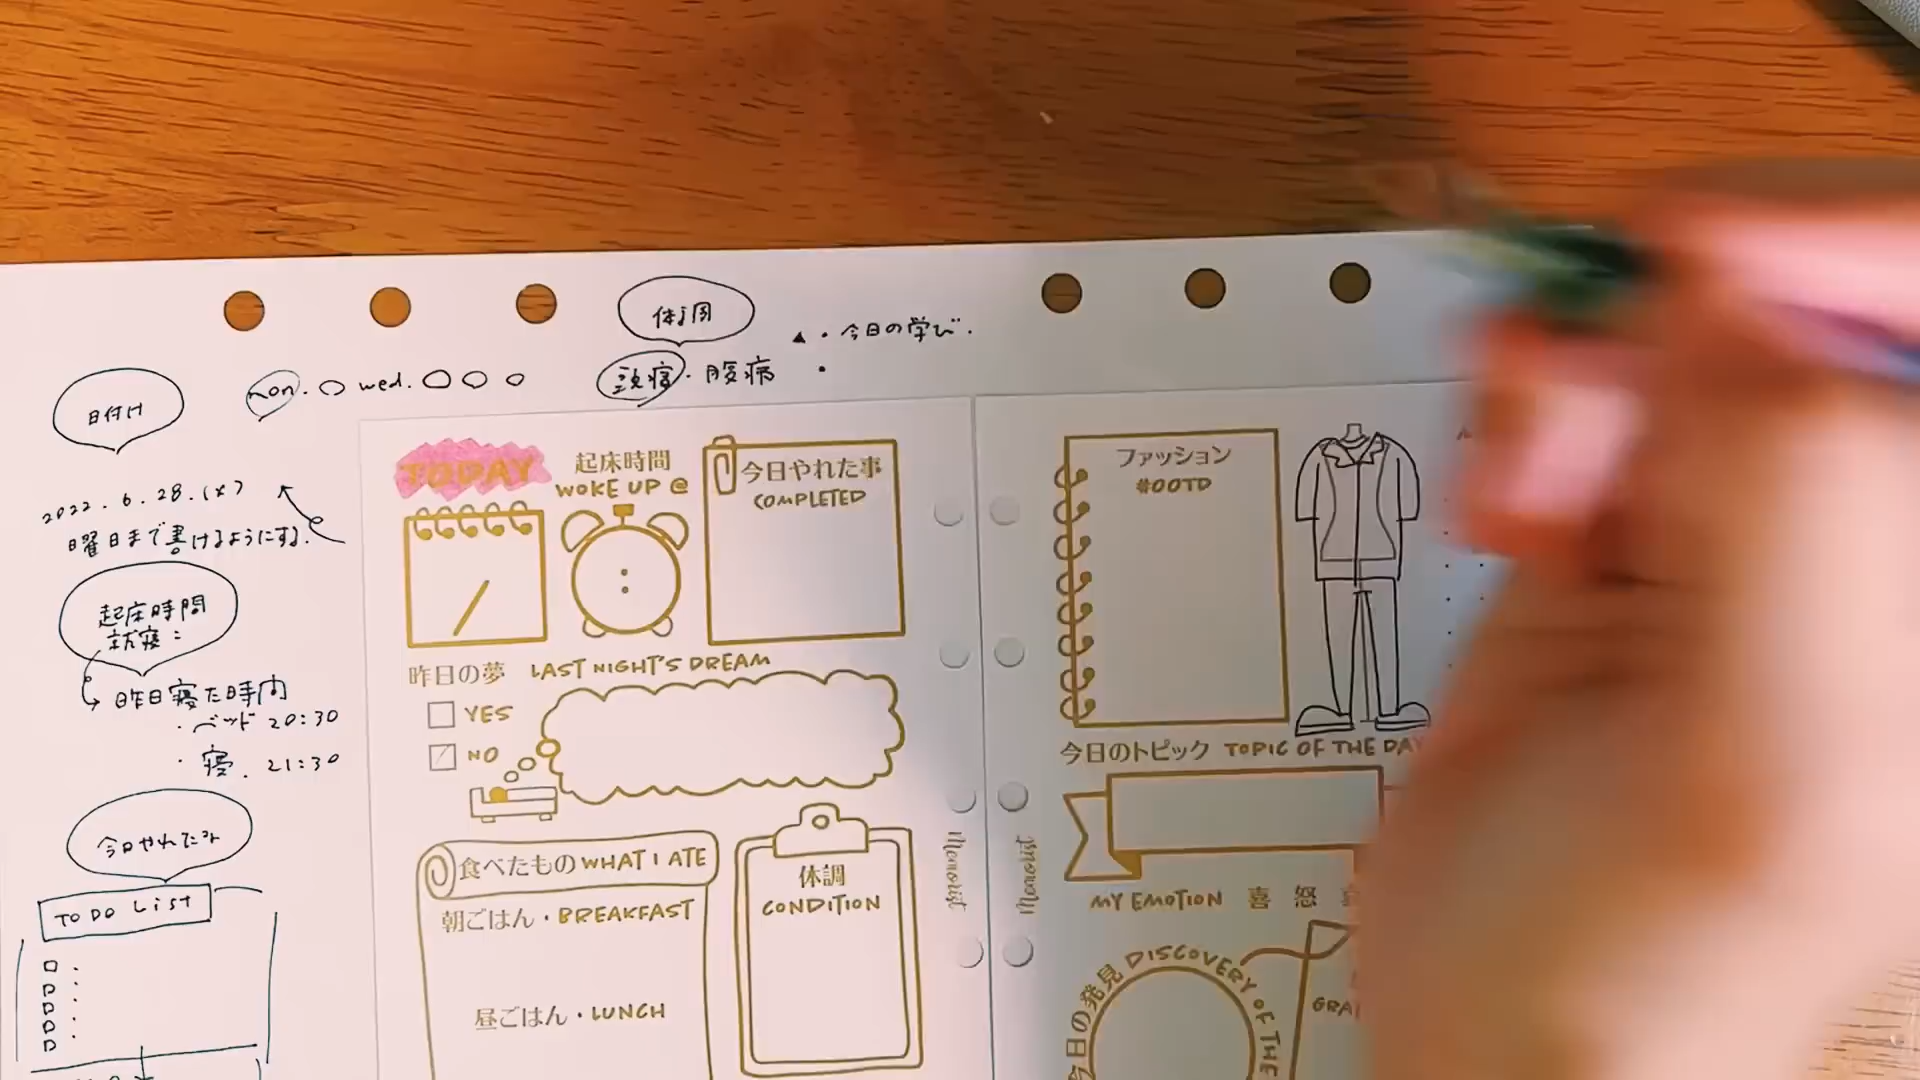 体調
・今日の学び.
mon. wed.
頭痛・腹痛
日付け
2022.6.28.(火)
曜日まで書けるようにする.
起床時間
就寝:
昨日寝た時間
・ベッド 20:30
・寝. 21:30
今日やれたこと
TO DO LIST
TODAY
起床時間
WOKE UP @
今日やれた事
COMPLETED
昨日の夢 LAST NIGHT'S DREAM
YES
NO
食べたもの WHAT I ATE
朝ごはん・BREAKFAST
昼ごはん・LUNCH
体調
CONDITION
Memorist
Memorist
ファッション
#OOTD
今日のトピック TOPIC OF THE DAY
MY EMOTION 喜 怒
今日の発見 DISCOVERY OF THE